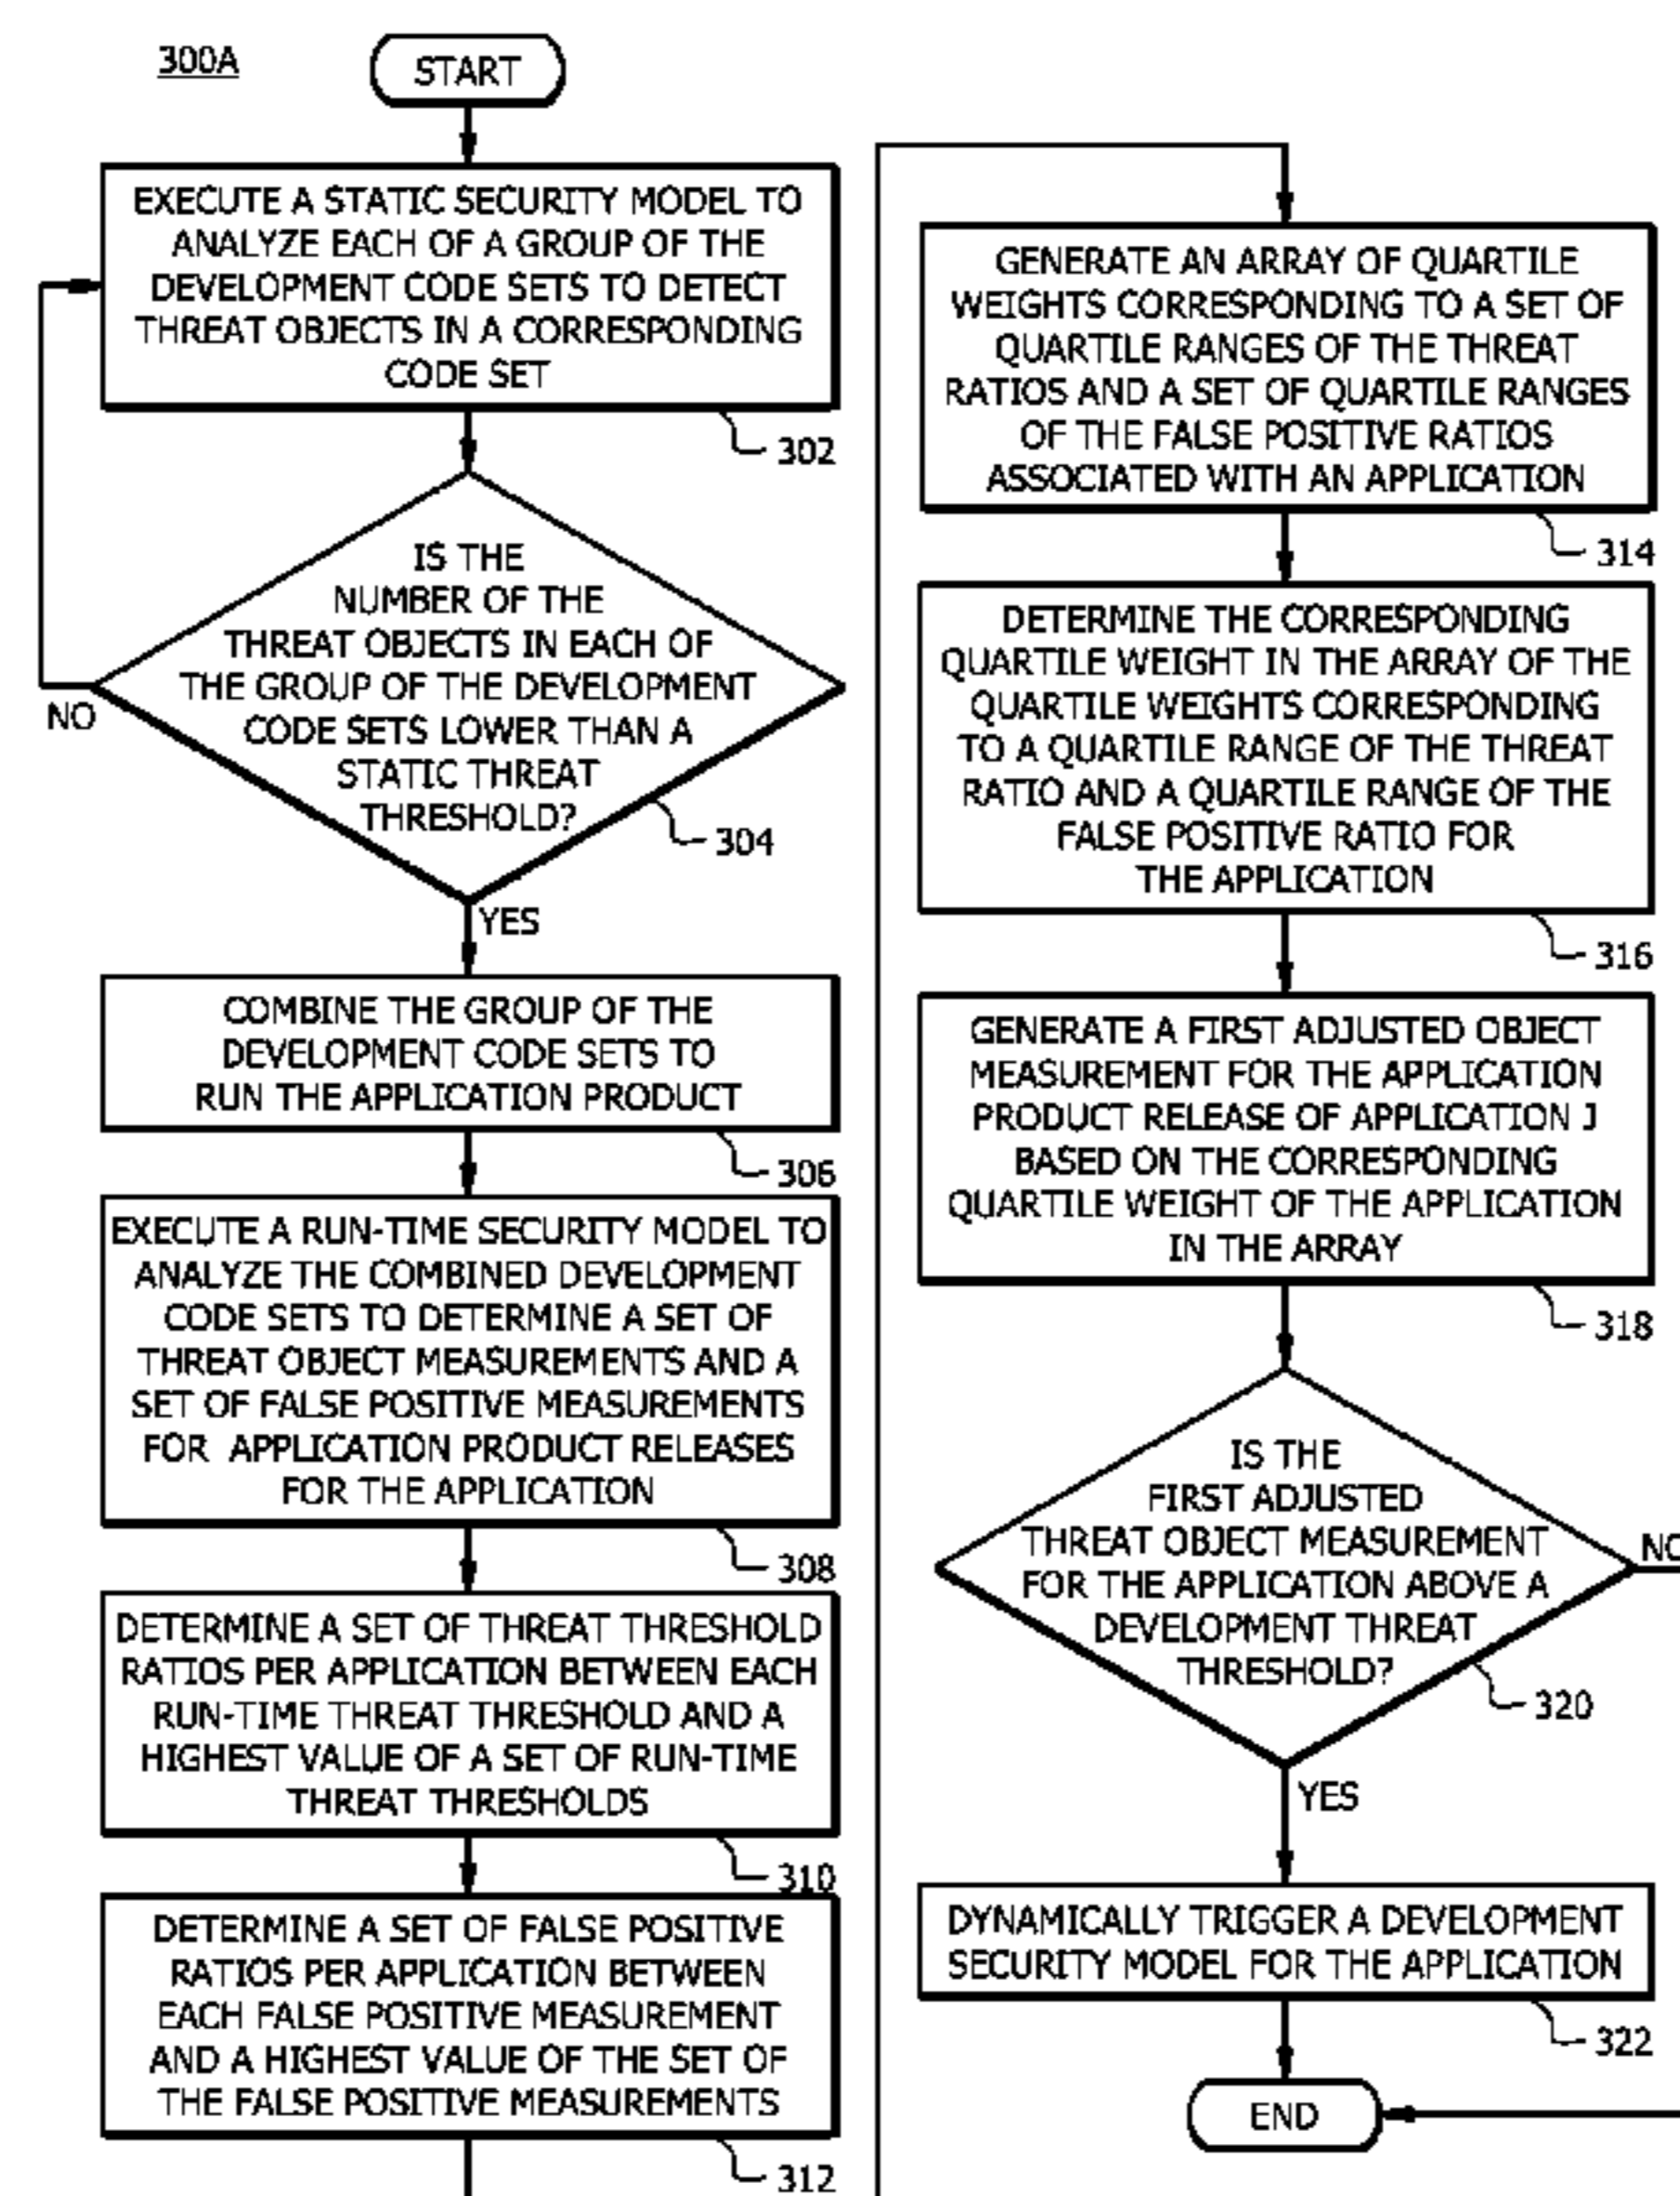 300A
START
EXECUTE A STATIC SECURITY MODEL TO
ANALYZE EACH OF A GROUP OF THE
DEVELOPMENT CODE SETS TO DETECT
THREAT OBJECTS IN A CORRESPONDING
CODE SET
302
IS THE
NUMBER OF THE
THREAT OBJECTS IN EACH OF
THE GROUP OF THE DEVELOPMENT
CODE SETS LOWER THAN A
STATIC THREAT
THRESHOLD?
NO
304
YES
COMBINE THE GROUP OF THE
DEVELOPMENT CODE SETS TO
RUN THE APPLICATION PRODUCT
306
EXECUTE A RUN-TIME SECURITY MODEL TO
ANALYZE THE COMBINED DEVELOPMENT
CODE SETS TO DETERMINE A SET OF
THREAT OBJECT MEASUREMENTS AND A
SET OF FALSE POSITIVE MEASUREMENTS
FOR APPLICATION PRODUCT RELEASES
FOR THE APPLICATION
308
DETERMINE A SET OF THREAT THRESHOLD
RATIOS PER APPLICATION BETWEEN EACH
RUN-TIME THREAT THRESHOLD AND A
HIGHEST VALUE OF A SET OF RUN-TIME
THREAT THRESHOLDS
310
DETERMINE A SET OF FALSE POSITIVE
RATIOS PER APPLICATION BETWEEN
EACH FALSE POSITIVE MEASUREMENT
AND A HIGHEST VALUE OF THE SET OF
THE FALSE POSITIVE MEASUREMENTS
312
GENERATE AN ARRAY OF QUARTILE
WEIGHTS CORRESPONDING TO A SET OF
QUARTILE RANGES OF THE THREAT
RATIOS AND A SET OF QUARTILE RANGES
OF THE FALSE POSITIVE RATIOS
ASSOCIATED WITH AN APPLICATION
314
DETERMINE THE CORRESPONDING
QUARTILE WEIGHT IN THE ARRAY OF THE
QUARTILE WEIGHTS CORRESPONDING
TO A QUARTILE RANGE OF THE THREAT
RATIO AND A QUARTILE RANGE OF THE
FALSE POSITIVE RATIO FOR
THE APPLICATION
316
GENERATE A FIRST ADJUSTED OBJECT
MEASUREMENT FOR THE APPLICATION
PRODUCT RELEASE OF APPLICATION J
BASED ON THE CORRESPONDING
QUARTILE WEIGHT OF THE APPLICATION
IN THE ARRAY
318
IS THE
FIRST ADJUSTED
THREAT OBJECT MEASUREMENT
FOR THE APPLICATION ABOVE A
DEVELOPMENT THREAT
THRESHOLD?
NO
320
YES
DYNAMICALLY TRIGGER A DEVELOPMENT
SECURITY MODEL FOR THE APPLICATION
322
END